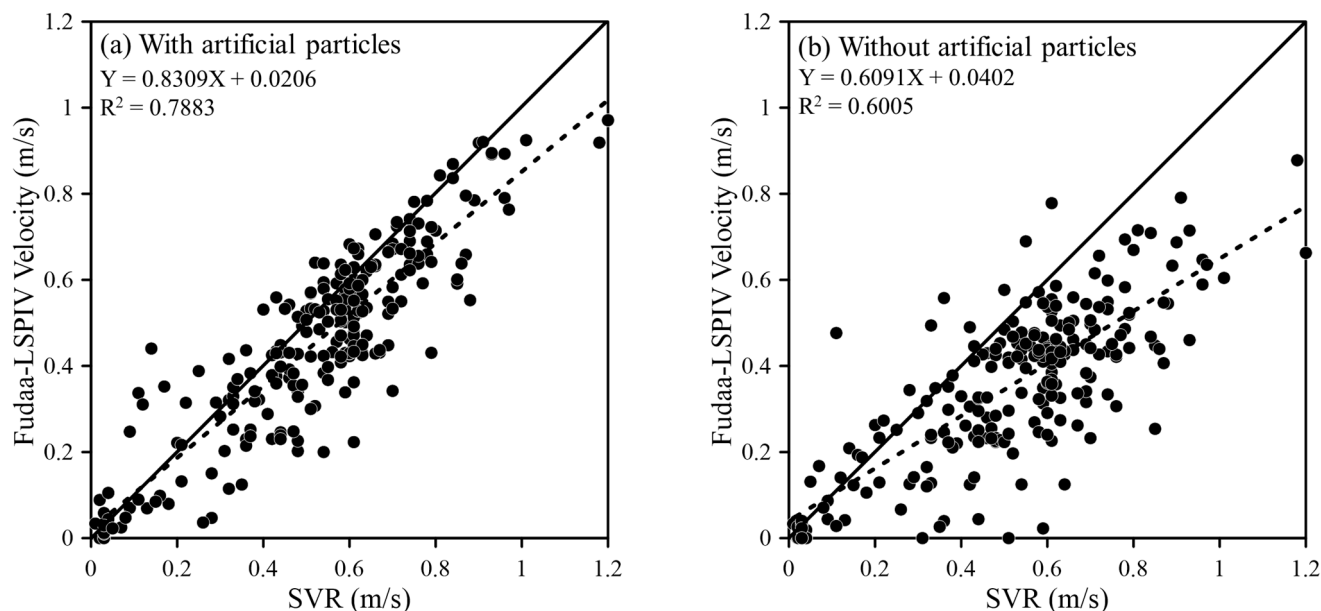 (a) With artificial particles
Y = 0.8309X + 0.0206
R² = 0.7883
Fudaa-LSPIV Velocity (m/s)
1.2
1
0.8
0.6
0.4
0.2
0
0 0.2 0.4 0.6 0.8 1 1.2
SVR (m/s)
(b) Without artificial particles
Y = 0.6091X + 0.0402
R² = 0.6005
Fudaa-LSPIV Velocity (m/s)
1.2
1
0.8
0.6
0.4
0.2
0
0 0.2 0.4 0.6 0.8 1 1.2
SVR (m/s)